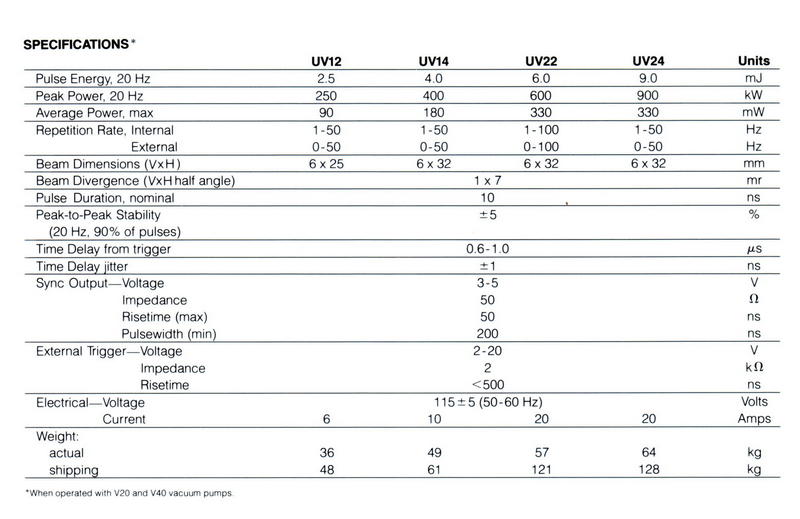 SPECIFICATIONS*
UV12 UV14 UV22 UV24 Units
Pulse Energy, 20 Hz 2.5 4.0 6.0 9.0 mJ
Peak Power, 20 Hz 250 400 600 900 kW
Average Power, max 90 180 330 330 mW
Repetition Rate, Internal 1-50 1-50 1-100 1-50 Hz
External 0-50 0-50 0-100 0-50 Hz
Beam Dimensions (VxH) 6 x 25 6 x 32 6 x 32 6 x 32 mm
Beam Divergence (VxH half angle) 1 x 7 mr
Pulse Duration, nominal 10 ns
Peak-to-Peak Stability ±5 %
(20 Hz, 90% of pulses)
Time Delay from trigger 0.6-1.0 μs
Time Delay jitter ±1 ns
Sync Output—Voltage 3-5 V
Impedance 50 Ω
Risetime (max) 50 ns
Pulsewidth (min) 200 ns
External Trigger—Voltage 2-20 V
Impedance 2 kΩ
Risetime <500 ns
Electrical—Voltage 115±5 (50-60 Hz) Volts
Current 6 10 20 20 Amps
Weight:
actual 36 49 57 64 kg
shipping 48 61 121 128 kg
*When operated with V20 and V40 vacuum pumps.